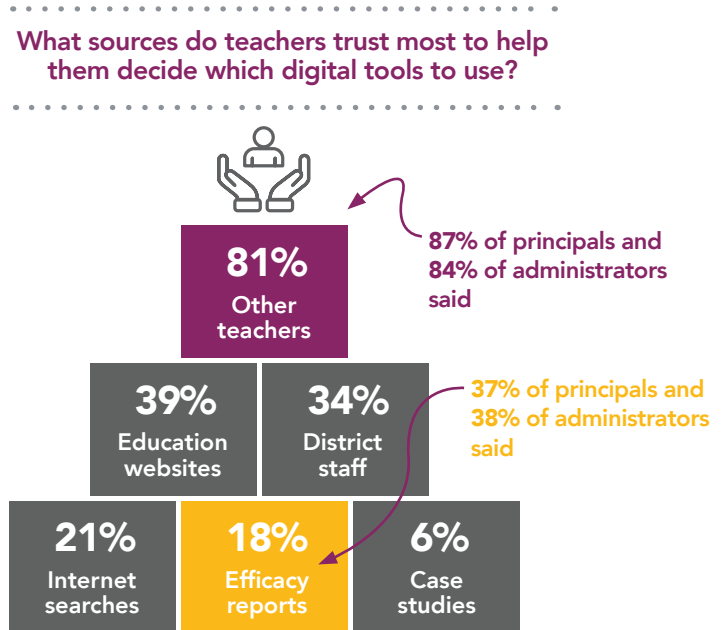 What sources do teachers trust most to help
them decide which digital tools to use?
81%
Other
teachers
87% of principals and
84% of administrators
said
39%
Education
websites
34%
District
staff
37% of principals and
38% of administrators
said
21%
Internet
searches
18%
Efficacy
reports
6%
Case
studies